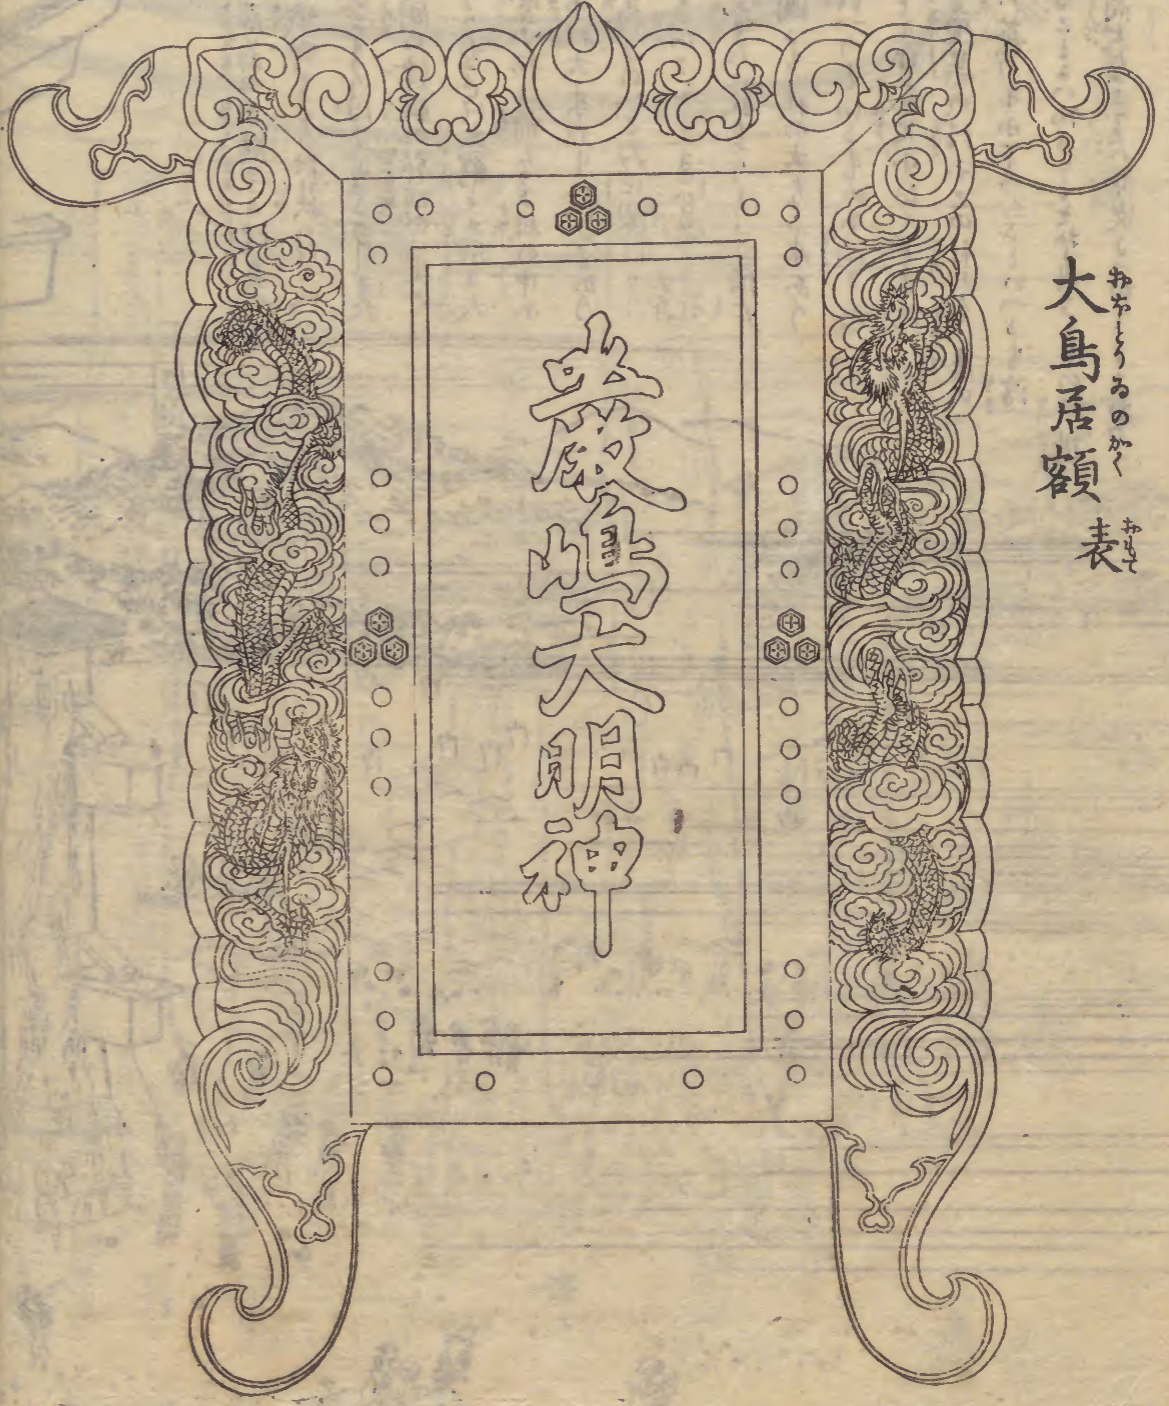 大鳥居額 表
おほとりゐのがく おもて
嚴嶋大明神